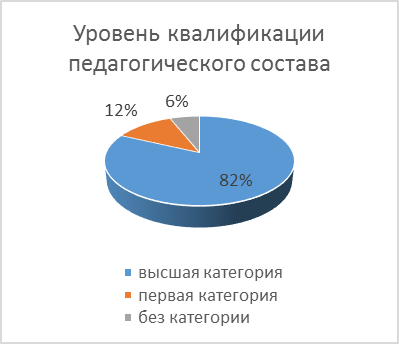 Уровень квалификации
педагогического состава
12%
6%
82%
высшая категория
первая категория
без категории